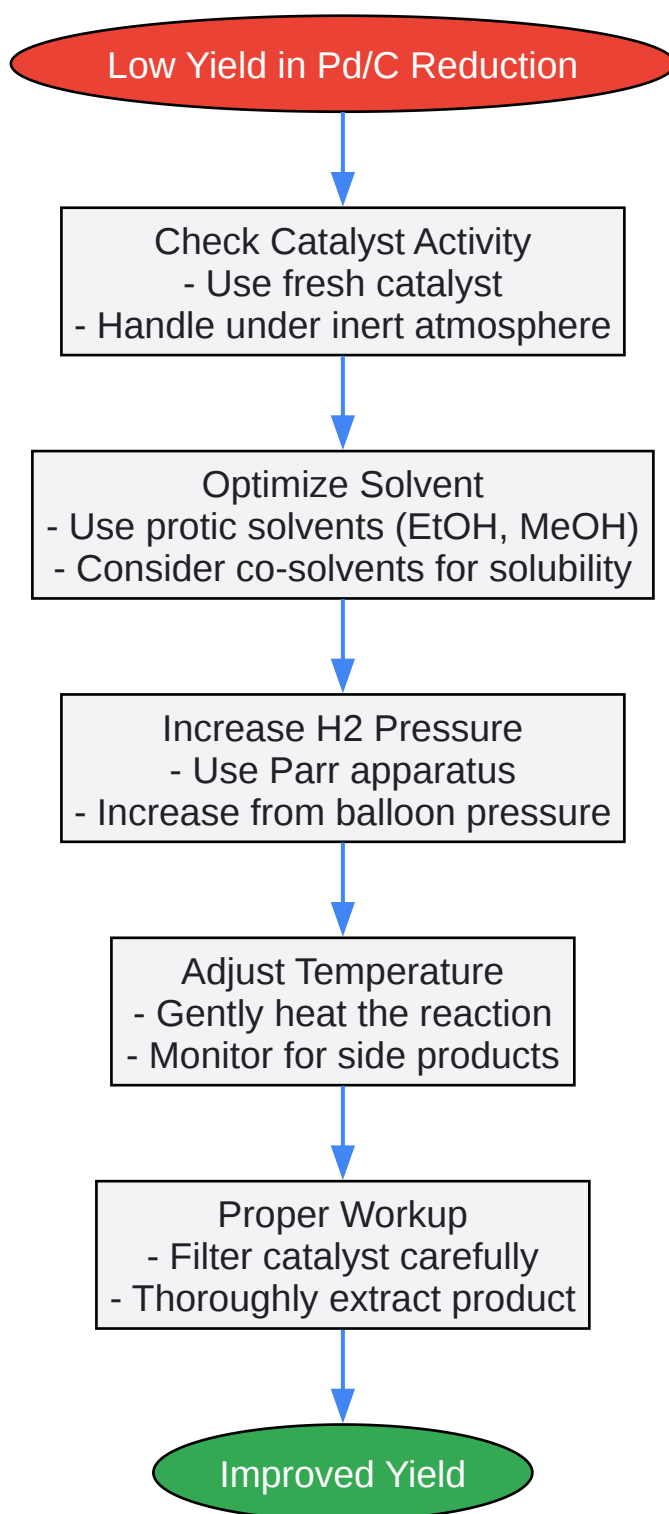 Low Yield in Pd/C Reduction
Check Catalyst Activity
- Use fresh catalyst
- Handle under inert atmosphere
Optimize Solvent
- Use protic solvents (EtOH, MeOH)
- Consider co-solvents for solubility
Increase H2 Pressure
- Use Parr apparatus
- Increase from balloon pressure
Adjust Temperature
- Gently heat the reaction
- Monitor for side products
Proper Workup
- Filter catalyst carefully
- Thoroughly extract product
Improved Yield